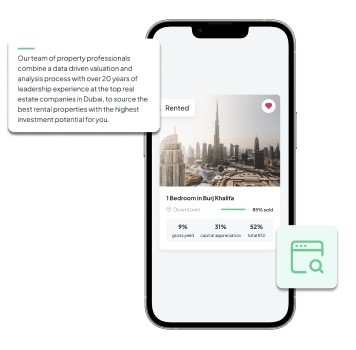 Our team of property professionals
combine a data driven valuation and
analysis process with over 20 years of
leadership experience at the top real
estate companies in Dubai, to source the
best rental properties with the highest
investment potential for you.
Rented
1 Bedroom in Burj Khalifa
Downtown
85% sold
9%
31%
52%
gross yield
capital appreciation
total ROI